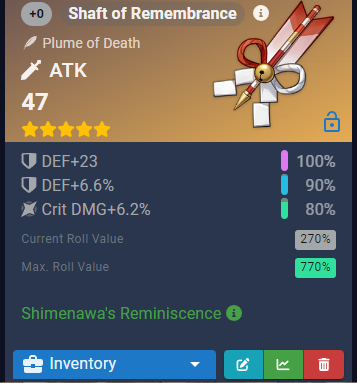 +0 Shaft of Remembrance
Plume of Death
ATK
47
DEF+23 100%
DEF+6.6% 90%
Crit DMG+6.2% 80%
Current Roll Value 270%
Max. Roll Value 770%
Shimenawa's Reminiscence
Inventory